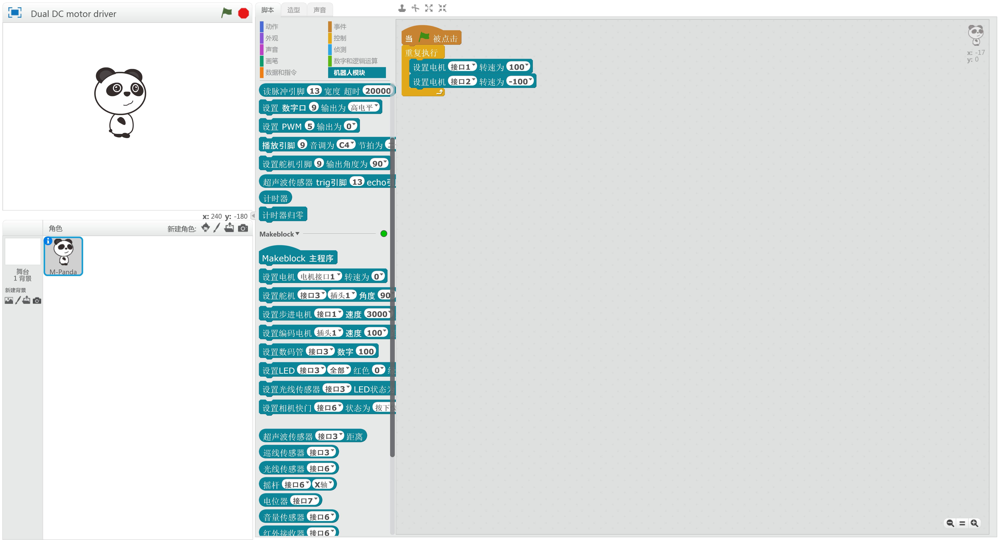 Dual DC motor driver
x: 240 y: -180
角色
新建角色:
M-Panda
舞台
1 背景
新建背景
脚本
造型
声音
动作
外观
声音
画笔
数据和指令
事件
控制
侦测
数字和逻辑运算
机器人模块
读脉冲引脚 13 宽度 超时 20000
设置 数字口 9 输出为 高电平
设置 PWM 5 输出为 0
播放引脚 9 音调为 C4 节拍为
设置舵机引脚 9 输出角度为 90
超声波传感器 trig引脚 13 echo引
计时器
计时器归零
Makeblock
Makeblock 主程序
设置电机 电机接口1 转速为 0
设置舵机 接口3 插头1 角度 90
设置步进电机 接口1 速度 3000
设置编码电机 插头1 速度 100
设置数码管 接口3 数字 100
设置LED 接口3 全部 红色 0 绿
设置光线传感器 接口3 LED状态为
设置相机快门 接口6 状态为 按下快
超声波传感器 接口3 距离
巡线传感器 接口3
光线传感器 接口6
摇杆 接口6 X轴
电位器 接口7
音量传感器 接口6
红外接收器 接口6
当 被点击
重复执行
设置电机 接口1 转速为 100
设置电机 接口2 转速为 -100
x: -17
y: 0